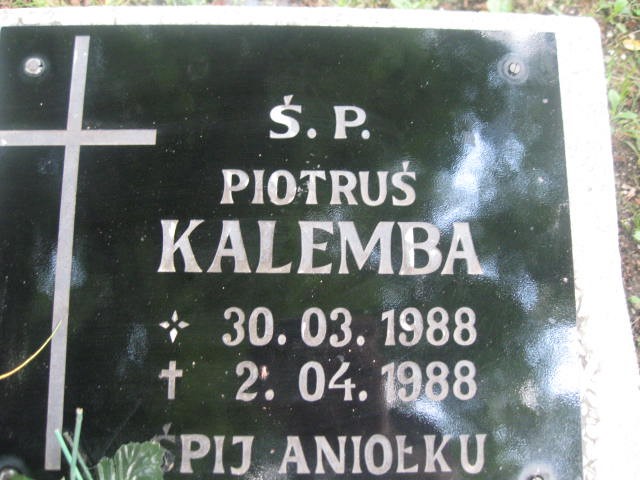 Ś. P.
PIOTRUŚ
KALEMBA
30. 03. 1988
2. 04. 1988
ŚPIJ ANIOŁKU